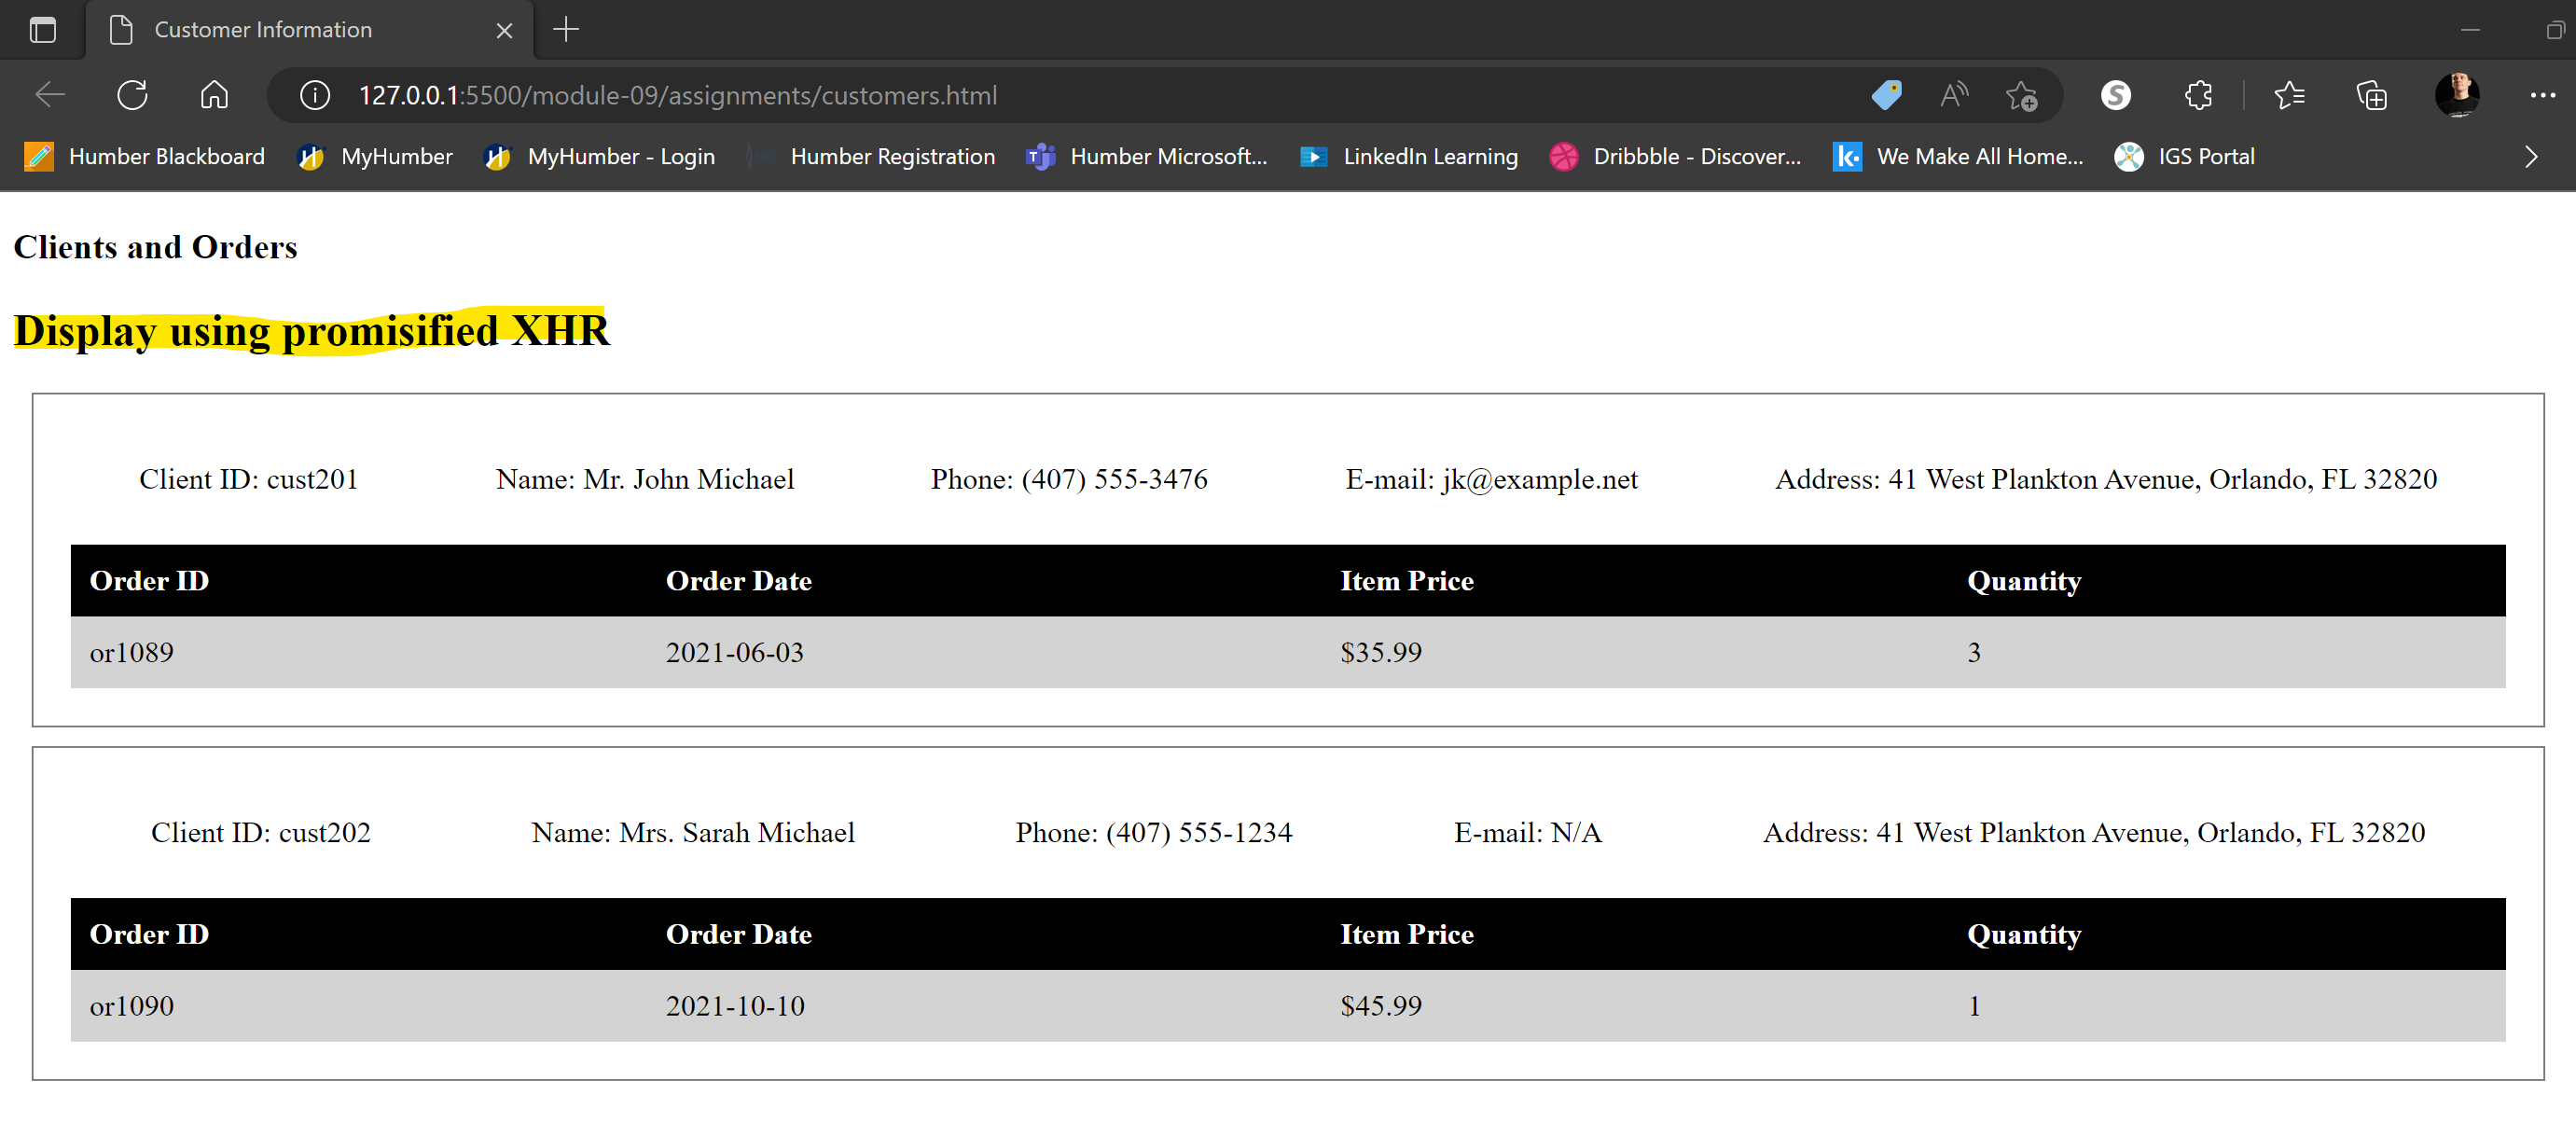 Customer Information
127.0.0.1:5500/module-09/assignments/customers.html
Humber Blackboard MyHumber MyHumber - Login Humber Registration Humber Microsoft... LinkedIn Learning Dribbble - Discover... We Make All Home... IGS Portal
Clients and Orders
Display using promisified XHR
Client ID: cust201 Name: Mr. John Michael Phone: (407) 555-3476 E-mail: jk@example.net Address: 41 West Plankton Avenue, Orlando, FL 32820
Order ID Order Date Item Price Quantity
or1089 2021-06-03 $35.99 3
Client ID: cust202 Name: Mrs. Sarah Michael Phone: (407) 555-1234 E-mail: N/A Address: 41 West Plankton Avenue, Orlando, FL 32820
Order ID Order Date Item Price Quantity
or1090 2021-10-10 $45.99 1